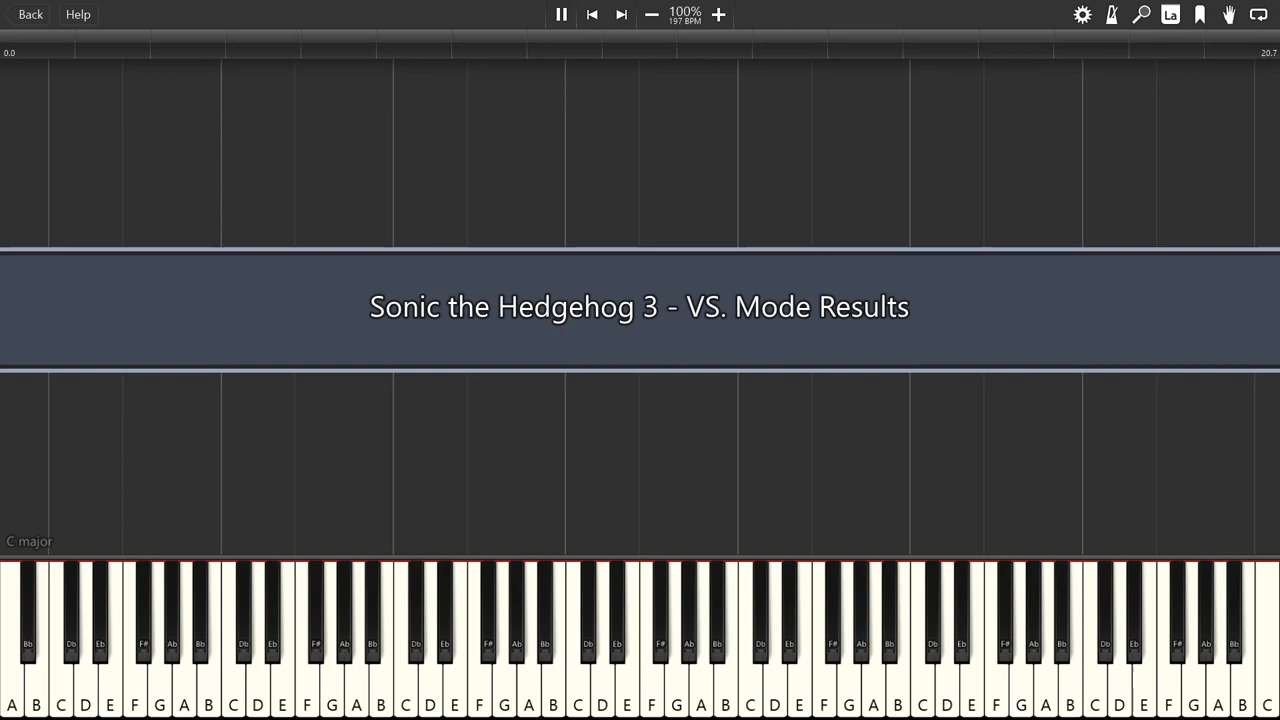 Back Help 100% La
197 BPM
0.0 20.7
Sonic the Hedgehog 3 - VS. Mode Results
C major
Bb Db Eb F# Ab Bb Db Eb F# Ab Bb Db Eb F# Ab Bb Db Eb F# Ab Bb Db Eb F# Ab Bb Db Eb F# Ab Bb Db Eb F# Ab Bb
A B C D E F G A B C D E F G A B C D E F G A B C D E F G A B C D E F G A B C D E F G A B C D E F G A B C